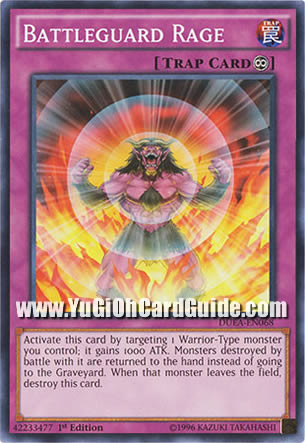 BATTLEGUARD RAGE
TRAP
罠
[TRAP CARD ∞]
www.YuGiOhCardGuide.com
DUEA-EN068
Activate this card by targeting 1 Warrior-Type monster
you control; it gains 1000 ATK. Monsters destroyed by
battle with it are returned to the hand instead of going
to the Graveyard. When that monster leaves the field,
destroy this card.
42233477 1st Edition ©1996 KAZUKI TAKAHASHI